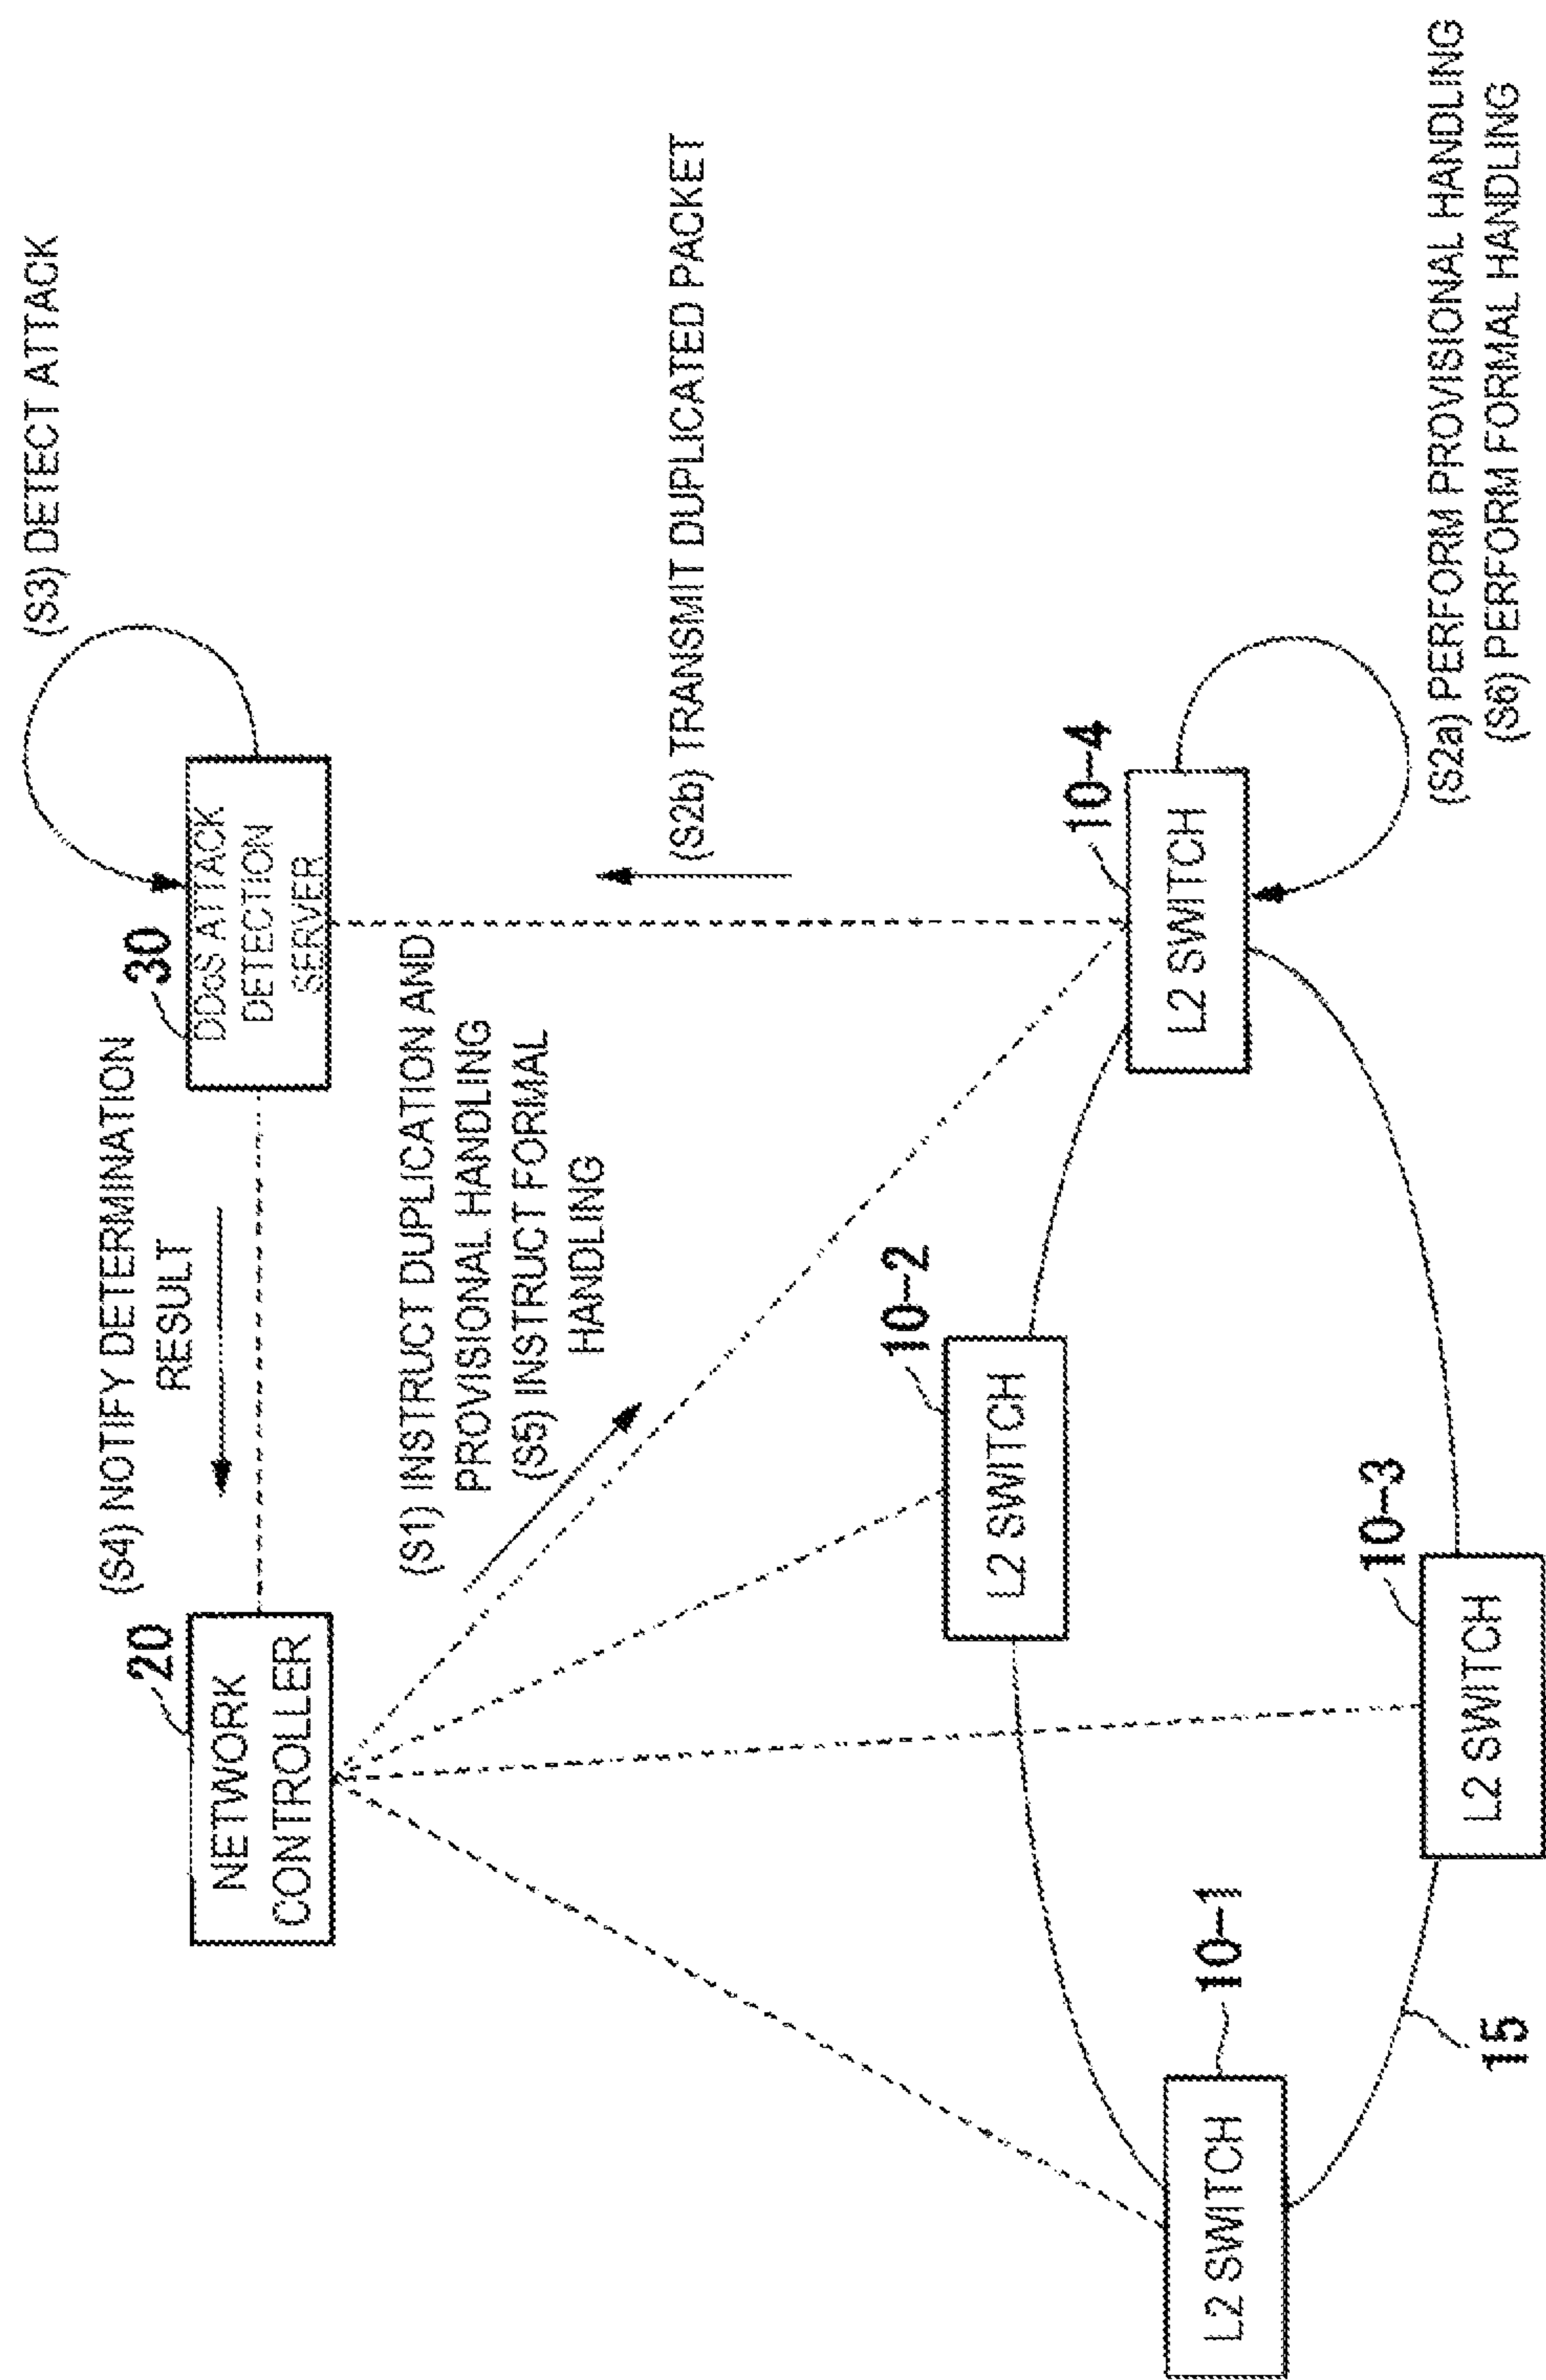 (S3) DETECT ATTACK
(S4) NOTIFY DETERMINATION
RESULT
20
NETWORK
CONTROLLER
30
DDoS ATTACK
DETECTION
SERVER
(S1) INSTRUCT DUPLICATION AND
PROVISIONAL HANDLING
(S5) INSTRUCT FORMAL
HANDLING
(S2b) TRANSMIT DUPLICATED PACKET
10-2
L2 SWITCH
10-4
L2 SWITCH
10-1
L2 SWITCH
10-3
L2 SWITCH
15
(S2a) PERFORM PROVISIONAL HANDLING
(S6) PERFORM FORMAL HANDLING